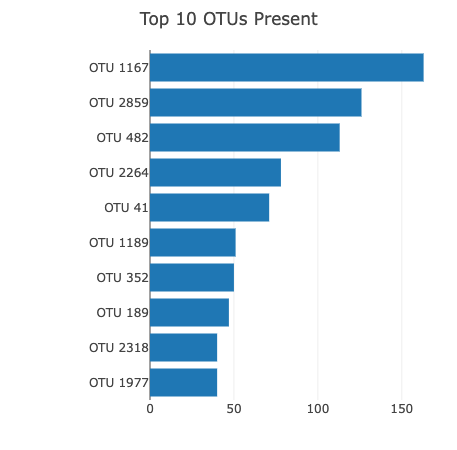 Top 10 OTUs Present
OTU 1167
OTU 2859
OTU 482
OTU 2264
OTU 41
OTU 1189
OTU 352
OTU 189
OTU 2318
OTU 1977
0 50 100 150